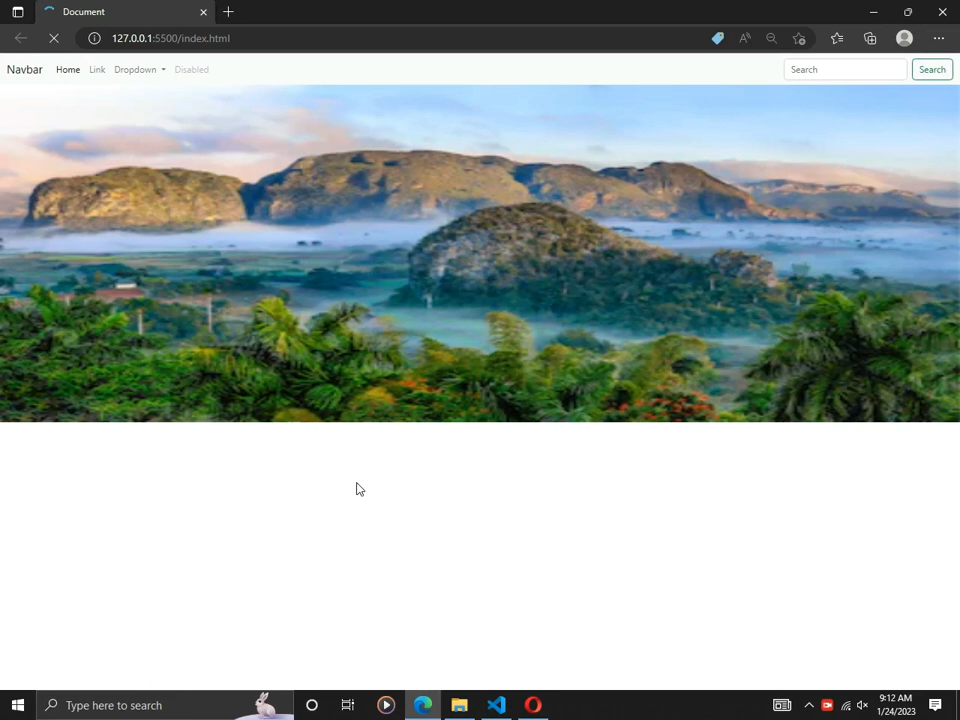 Document
127.0.0.1:5500/index.html
Navbar Home Link Dropdown Disabled Search Search
Type here to search
9:12 AM
1/24/2023